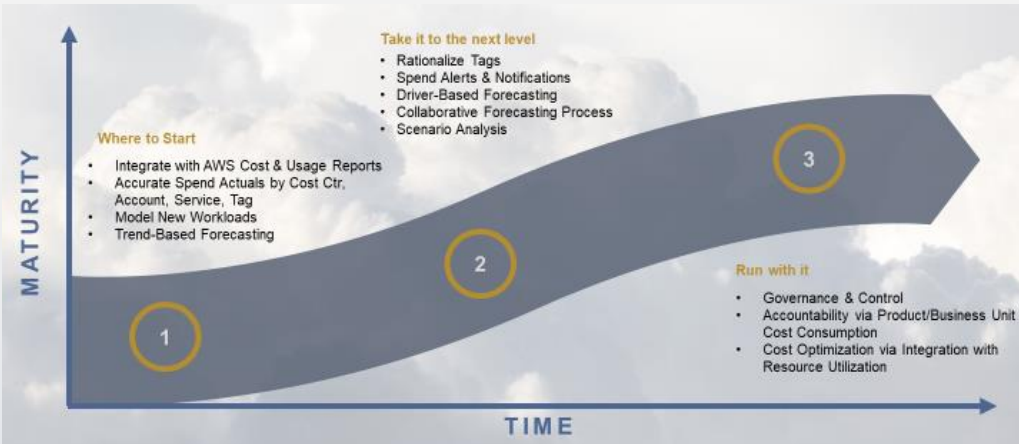 Take it to the next level
• Rationalize Tags
• Spend Alerts & Notifications
• Driver-Based Forecasting
• Collaborative Forecasting Process
• Scenario Analysis
Where to Start
• Integrate with AWS Cost & Usage Reports
• Accurate Spend Actuals by Cost Ctr,
Account, Service, Tag
• Model New Workloads
• Trend-Based Forecasting
MATURITY
1
2
3
Run with it
• Governance & Control
• Accountability via Product/Business Unit
Cost Consumption
• Cost Optimization via Integration with
Resource Utilization
TIME